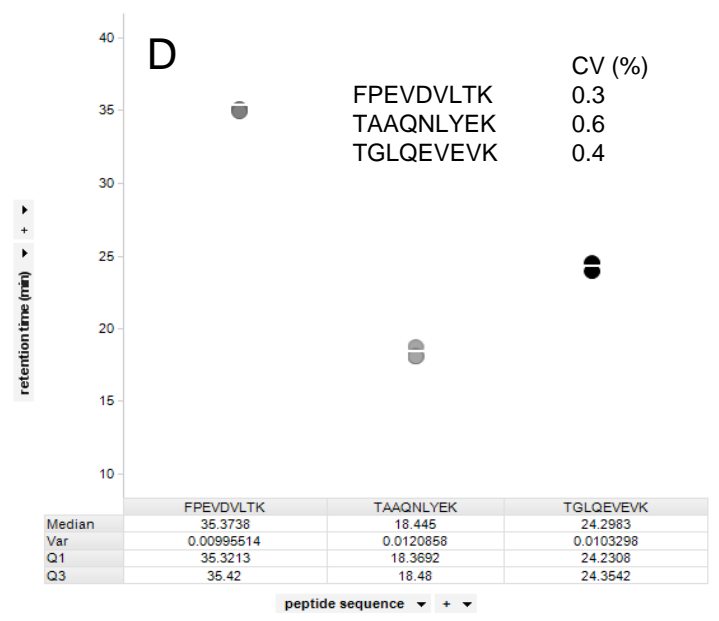 D
CV (%)
FPEVDVLTK 0.3
TAAQNLYEK 0.6
TGLQEVEVK 0.4
40
35
30
25
20
15
10
+
retention time (min)
FPEVDVLTK TAAQNLYEK TGLQEVEVK
Median 35.3738 18.445 24.2983
Var 0.00995514 0.0120858 0.0103298
Q1 35.3213 18.3692 24.2308
Q3 35.42 18.48 24.3542
peptide sequence +